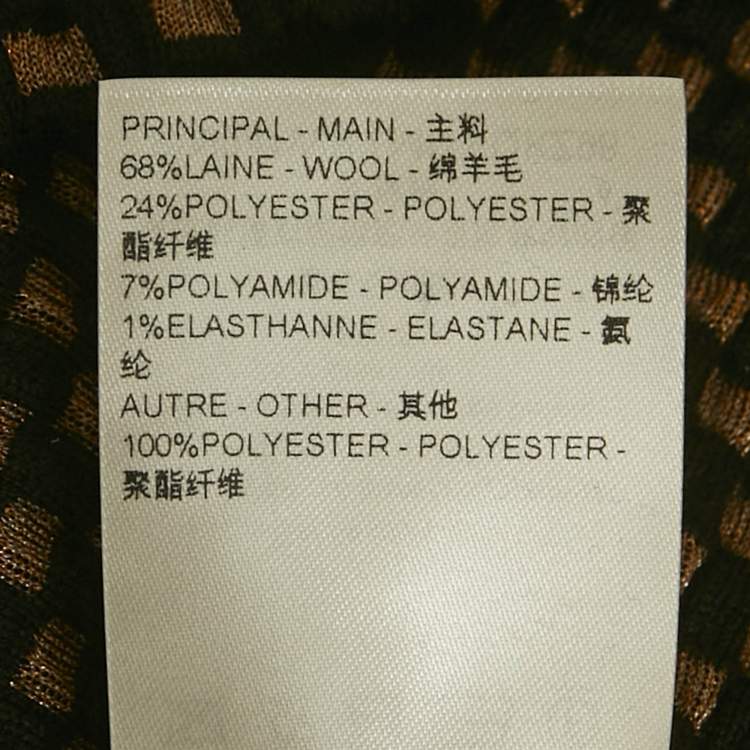 PRINCIPAL - MAIN - 主料
68%LAINE - WOOL - 绵羊毛
24%POLYESTER - POLYESTER - 聚
酯纤维
7%POLYAMIDE - POLYAMIDE - 锦纶
1%ELASTHANNE - ELASTANE - 氨
纶
AUTRE - OTHER - 其他
100%POLYESTER - POLYESTER -
聚酯纤维